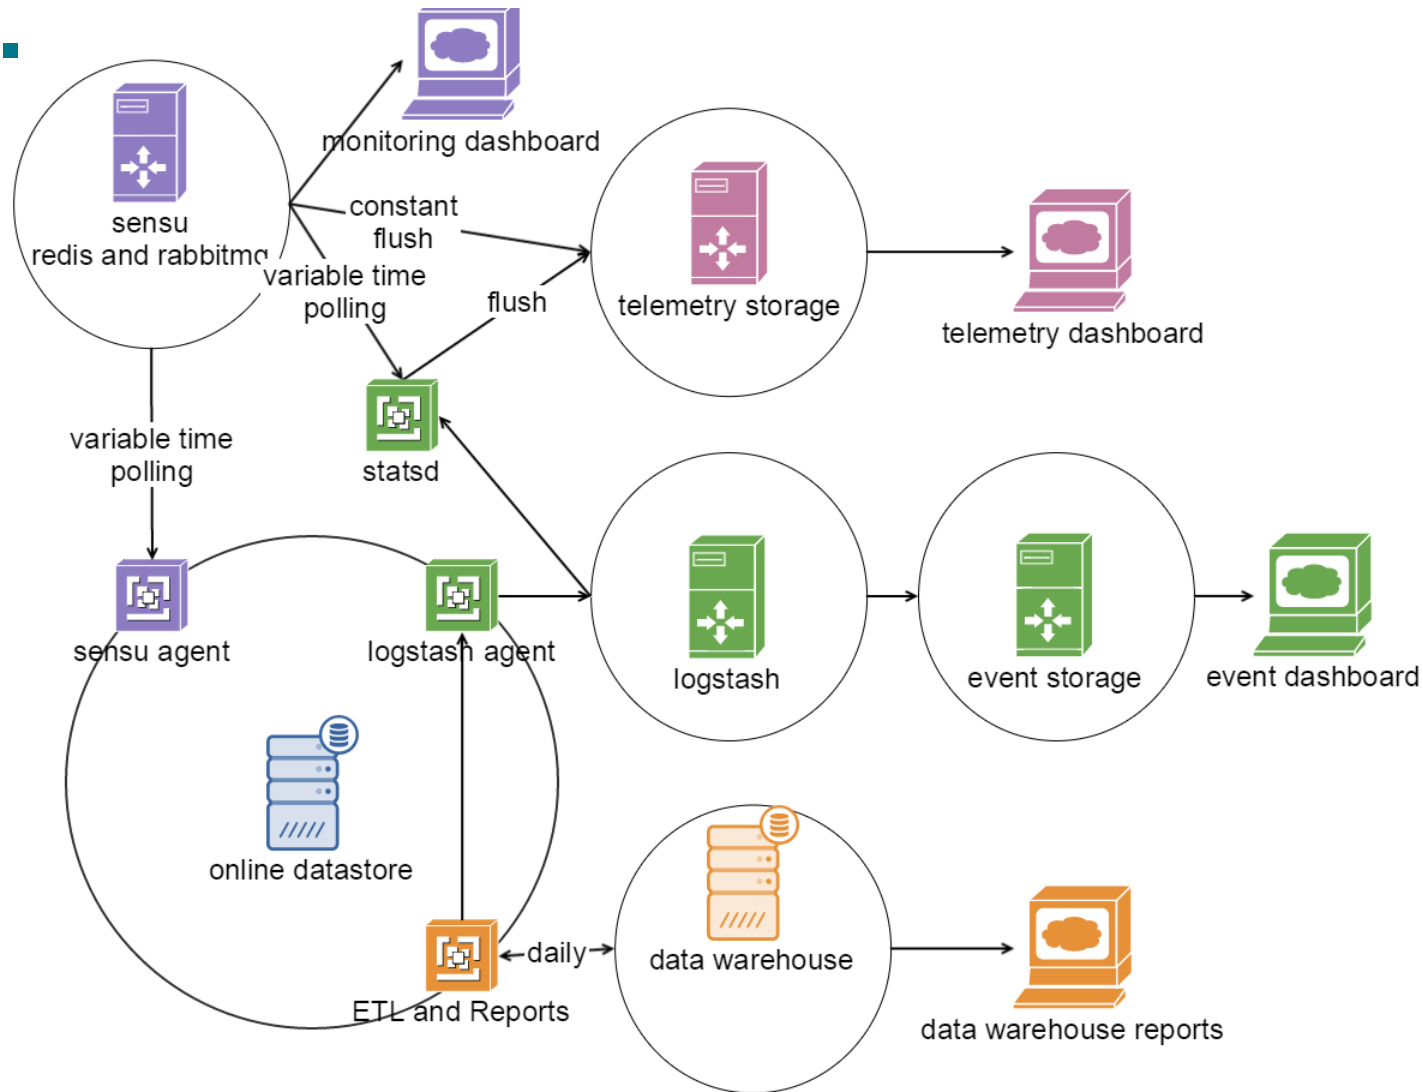 monitoring dashboard
sensu
redis and rabbitmq
constant
flush
variable time
polling
flush
telemetry storage
telemetry dashboard
variable time
polling
statsd
sensu agent
logstash agent
logstash
event storage
event dashboard
online datastore
daily
data warehouse
ETL and Reports
data warehouse reports